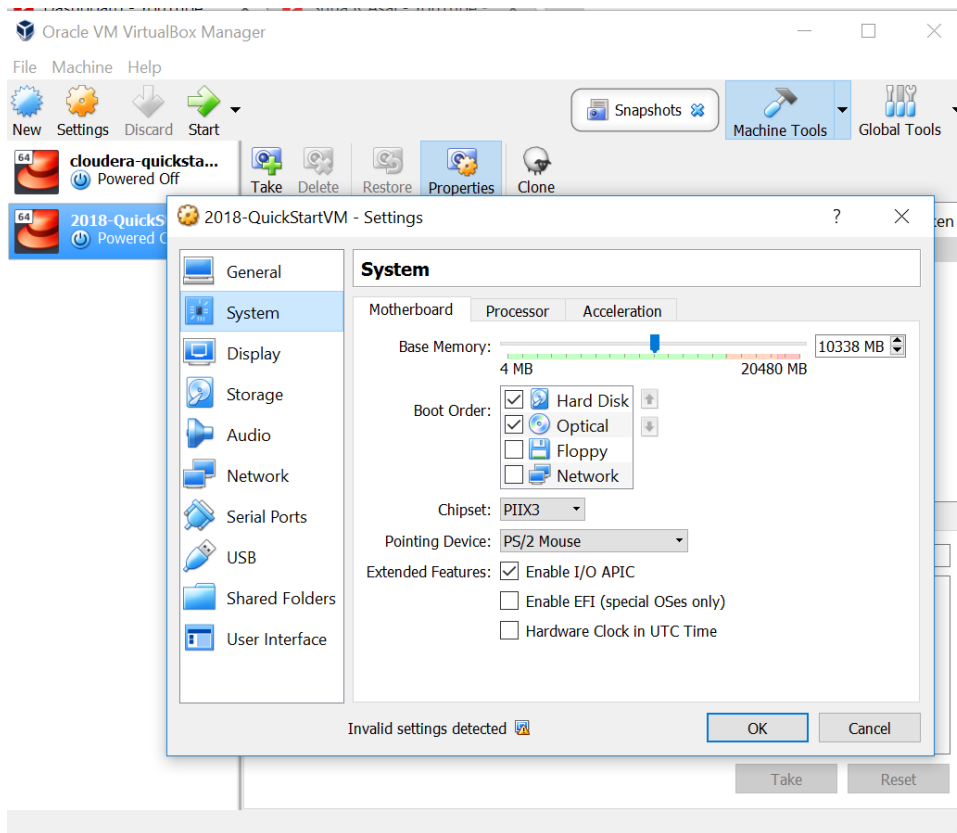 Oracle VM VirtualBox Manager
File Machine Help
New Settings Discard Start
Snapshots
Machine Tools
Global Tools
64
cloudera-quicksta...
Powered Off
Take Delete Restore Properties Clone
64
2018-QuickS
Powered
2018-QuickStartVM - Settings
?
General
System
Display
Storage
Audio
Network
Serial Ports
USB
Shared Folders
User Interface
System
Motherboard Processor Acceleration
Base Memory: 10338 MB
4 MB 20480 MB
Boot Order:
Hard Disk
Optical
Floppy
Network
Chipset: PIIX3
Pointing Device: PS/2 Mouse
Extended Features: Enable I/O APIC
Enable EFI (special OSes only)
Hardware Clock in UTC Time
Invalid settings detected
OK Cancel
Take Reset